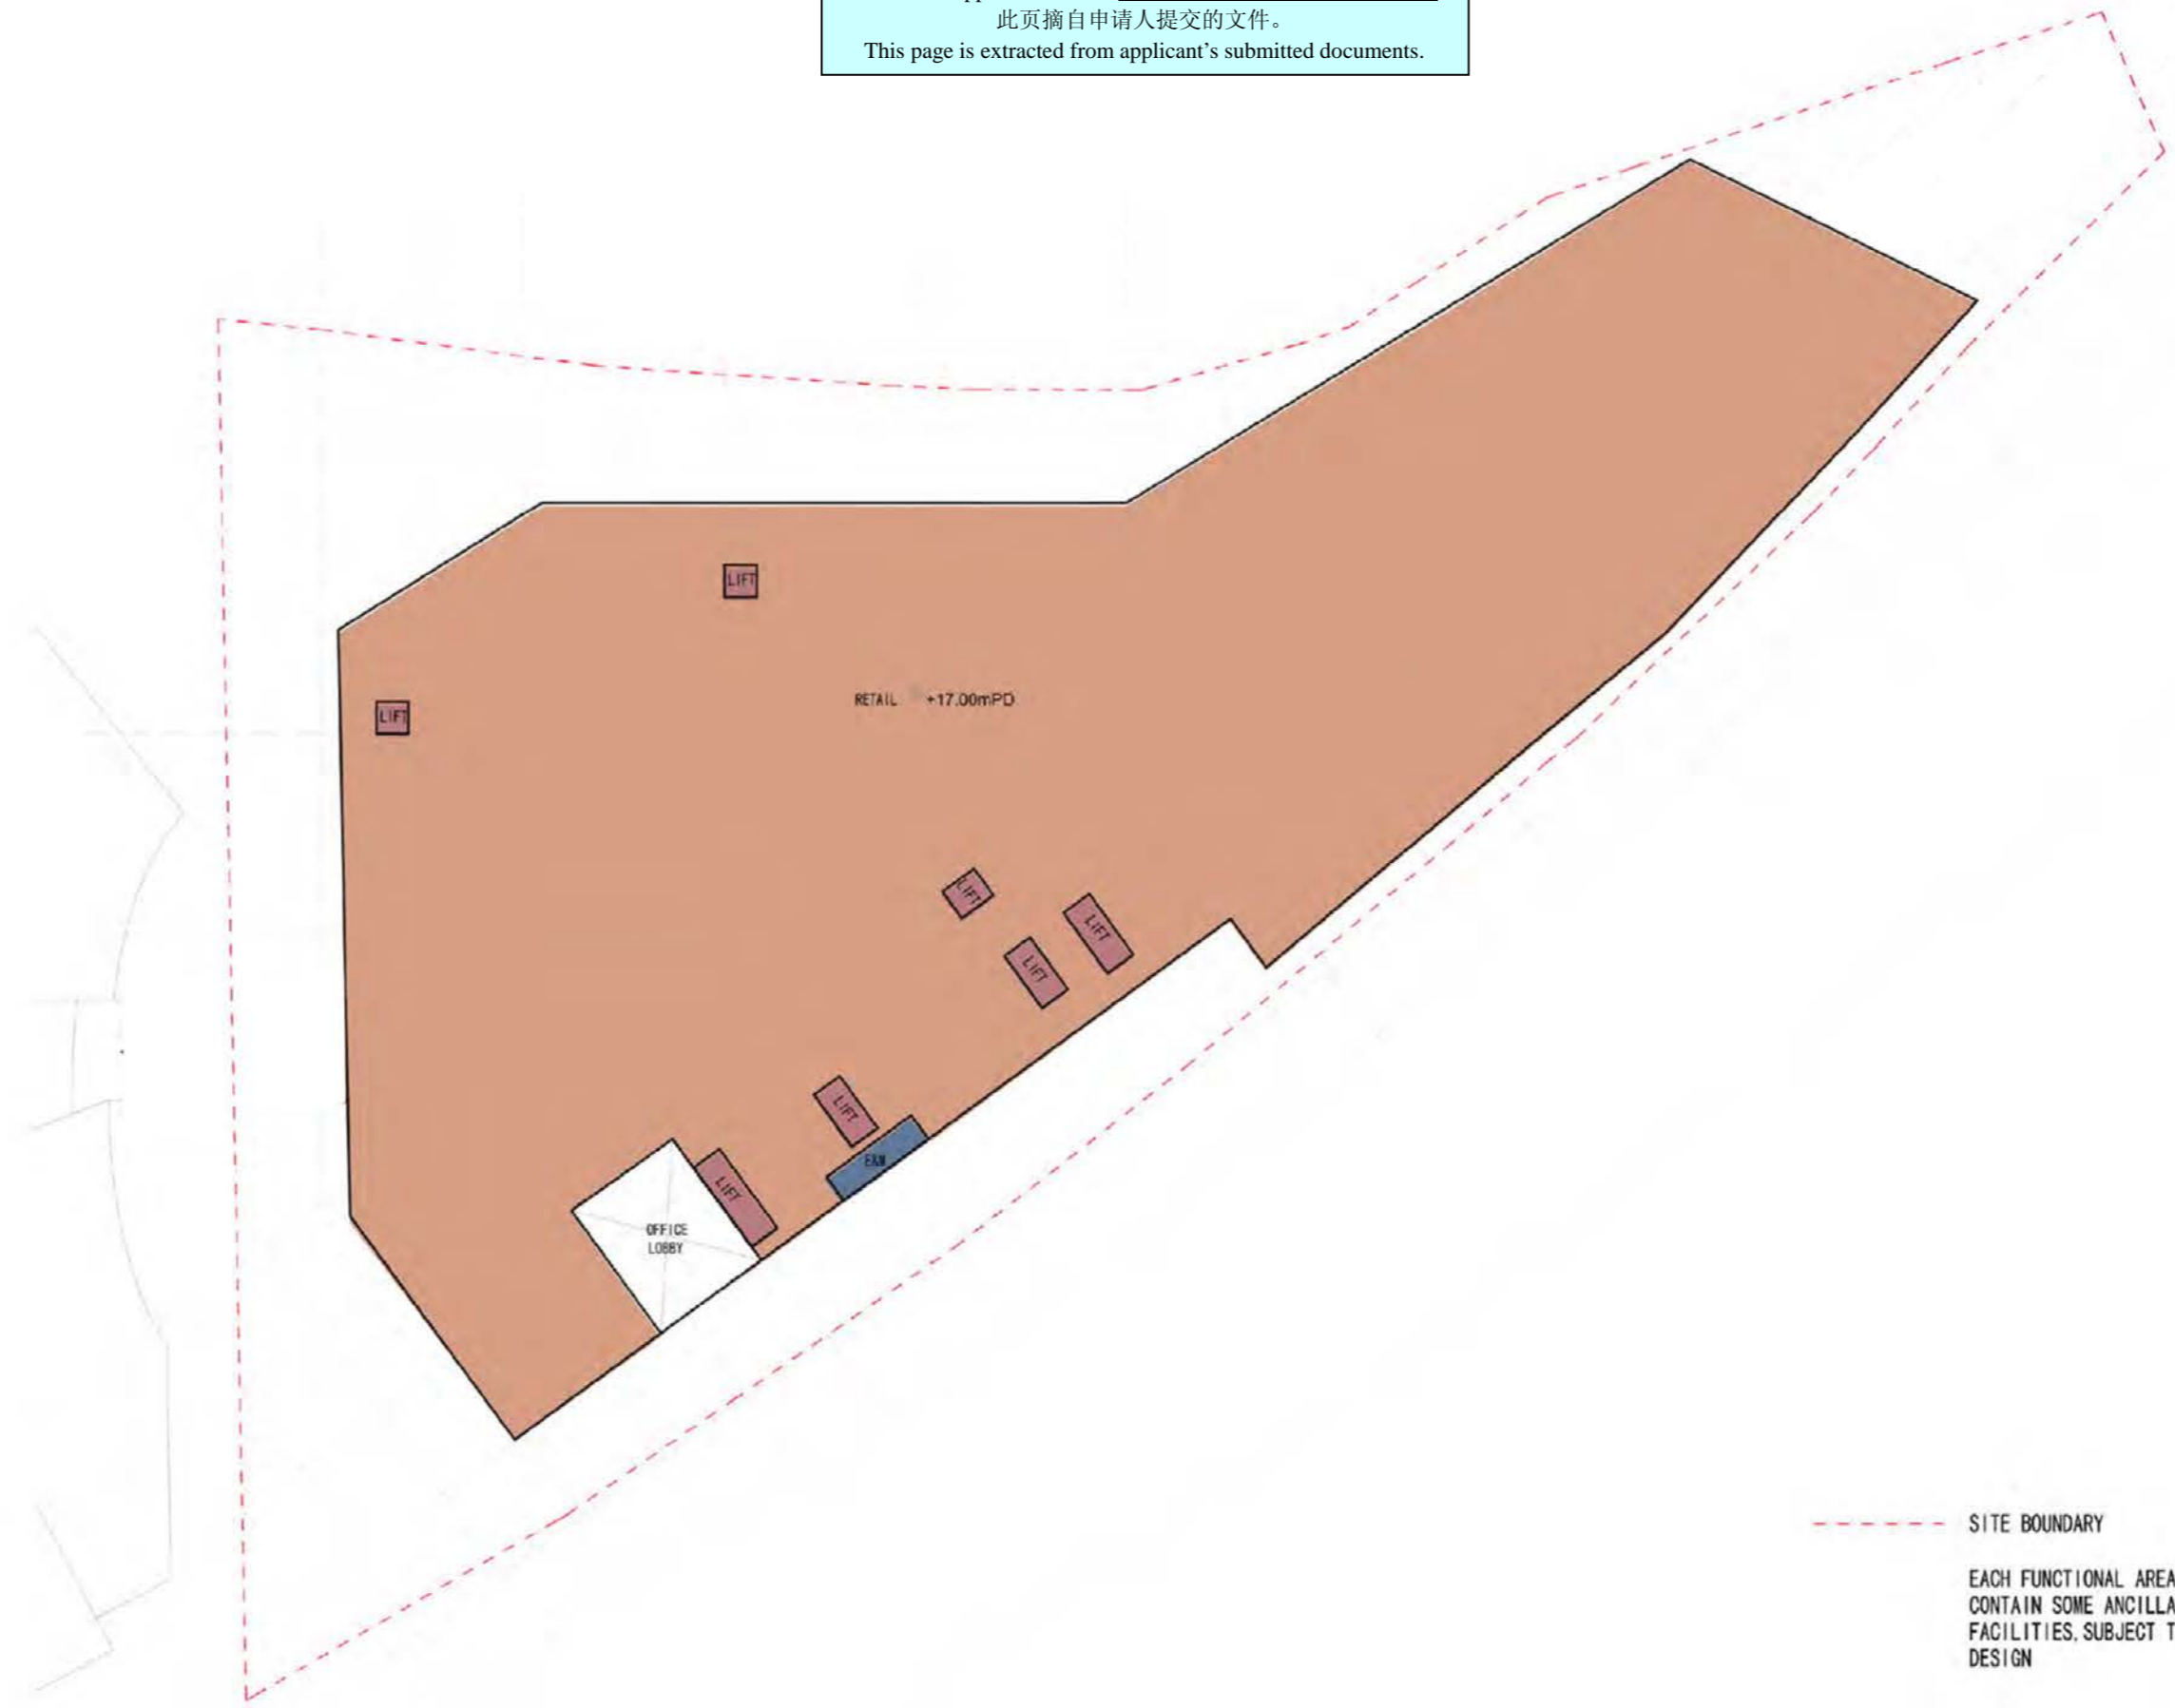 此页摘自申请人提交的文件。
This page is extracted from applicant's submitted documents.
LIFT
RETAIL +17.00mPD
LIFT
LIFT
LIFT
LIFT
LIFT
E&M
LIFT
OFFICE
LOBBY
SITE BOUNDARY
EACH FUNCTIONAL AREA
CONTAIN SOME
FACILITIES, SUBJECT
DESIGN